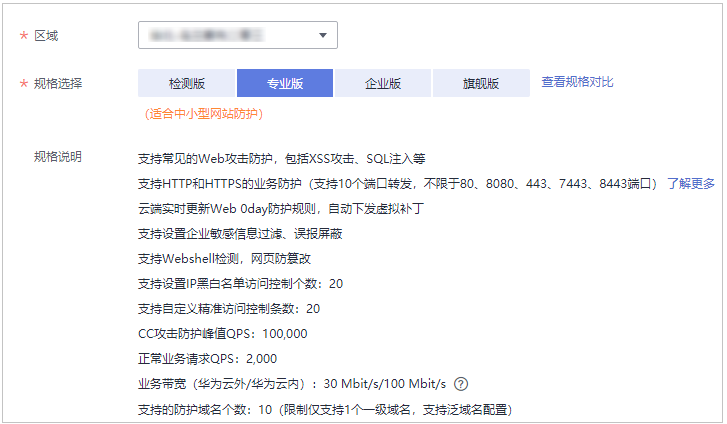 * 区域
* 规格选择 检测版 专业版 企业版 旗舰版 查看规格对比
(适合中小型网站防护)
规格说明
支持常见的Web攻击防护，包括XSS攻击、SQL注入等
支持HTTP和HTTPS的业务防护（支持10个端口转发，不限于80、8080、443、7443、8443端口） 了解更多
云端实时更新Web 0day防护规则，自动下发虚拟补丁
支持设置企业敏感信息过滤、误报屏蔽
支持Webshell检测，网页防篡改
支持设置IP黑白名单访问控制个数：20
支持自定义精准访问控制条数：20
CC攻击防护峰值QPS：100,000
正常业务请求QPS：2,000
业务带宽（华为云外/华为云内）：30 Mbit/s/100 Mbit/s ?
支持的防护域名个数：10（限制仅支持1个一级域名，支持泛域名配置）